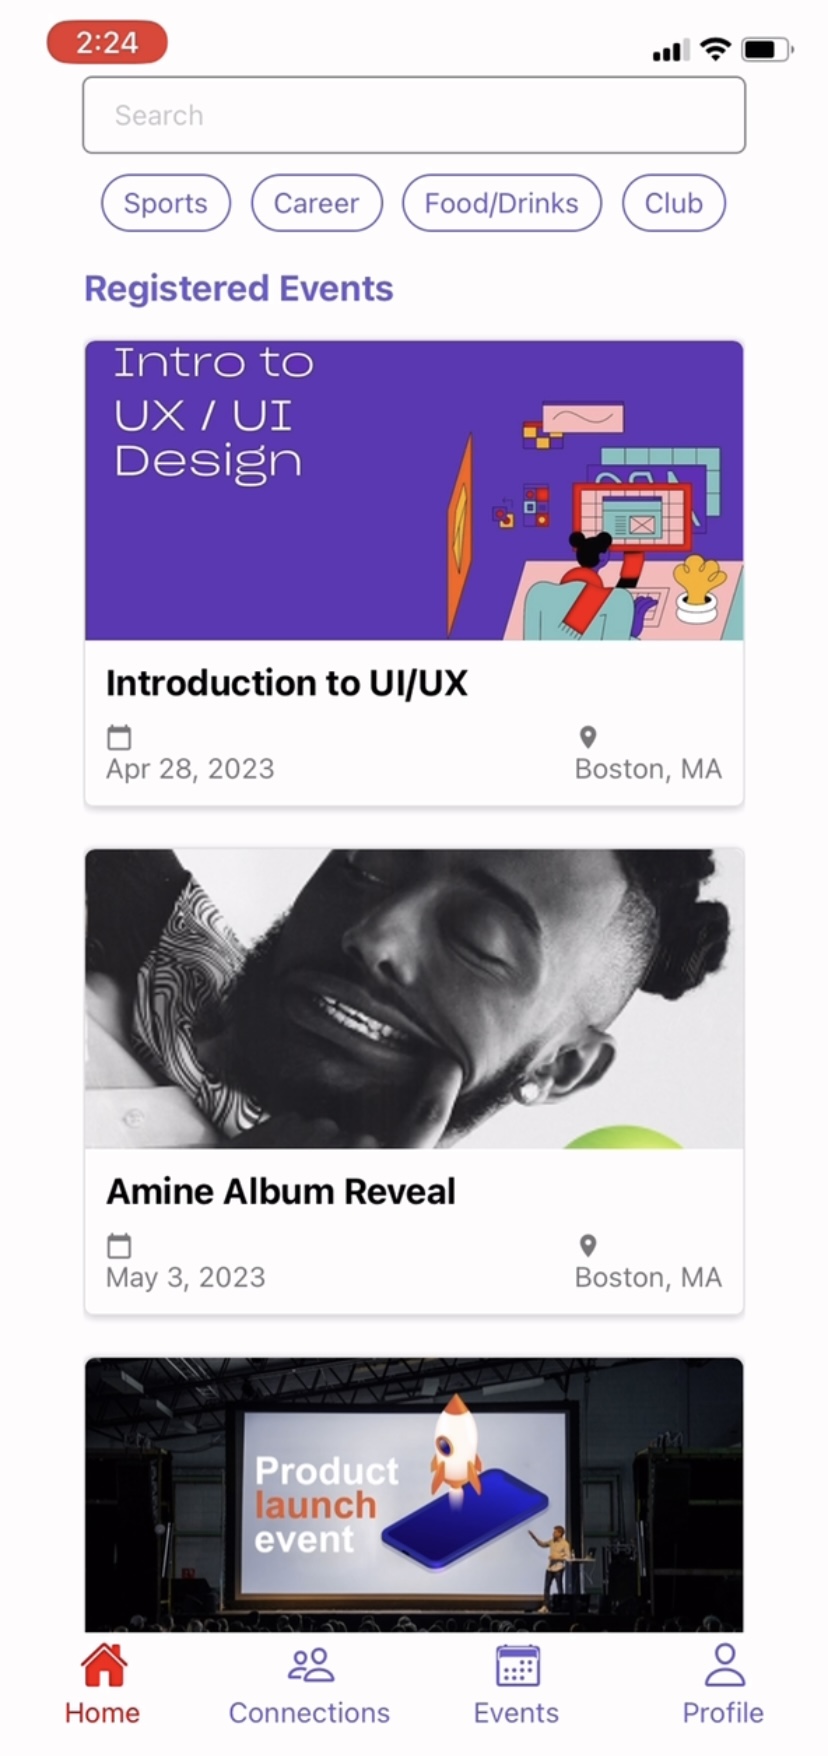 2:24
Search
Sports Career Food/Drinks Club
Registered Events
Intro to
UX / UI
Design
Introduction to UI/UX
Apr 28, 2023 Boston, MA
Amine Album Reveal
May 3, 2023 Boston, MA
Product
launch
event
Home Connections Events Profile